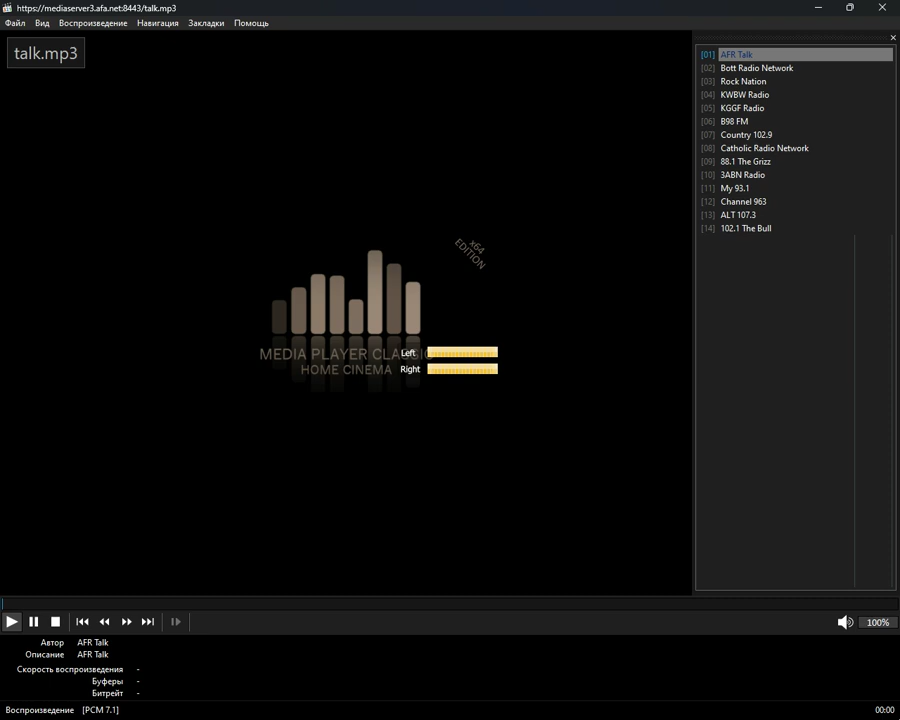 https://mediaserver3.afa.net:8443/talk.mp3
Файл Вид Воспроизведение Навигация Закладки Помощь
talk.mp3
[01] AFR Talk
[02] Bott Radio Network
[03] Rock Nation
[04] KWBW Radio
[05] KGGF Radio
[06] B98 FM
[07] Country 102.9
[08] Catholic Radio Network
[09] 88.1 The Grizz
[10] 3ABN Radio
[11] My 93.1
[12] Channel 963
[13] ALT 107.3
[14] 102.1 The Bull
x64
EDITION
MEDIA PLAYER CLASSIC
HOME CINEMA
Left
Right
100%
Автор AFR Talk
Описание AFR Talk
Скорость воспроизведения -
Буферы -
Битрейт -
Воспроизведение [PCM 7.1] 00:00